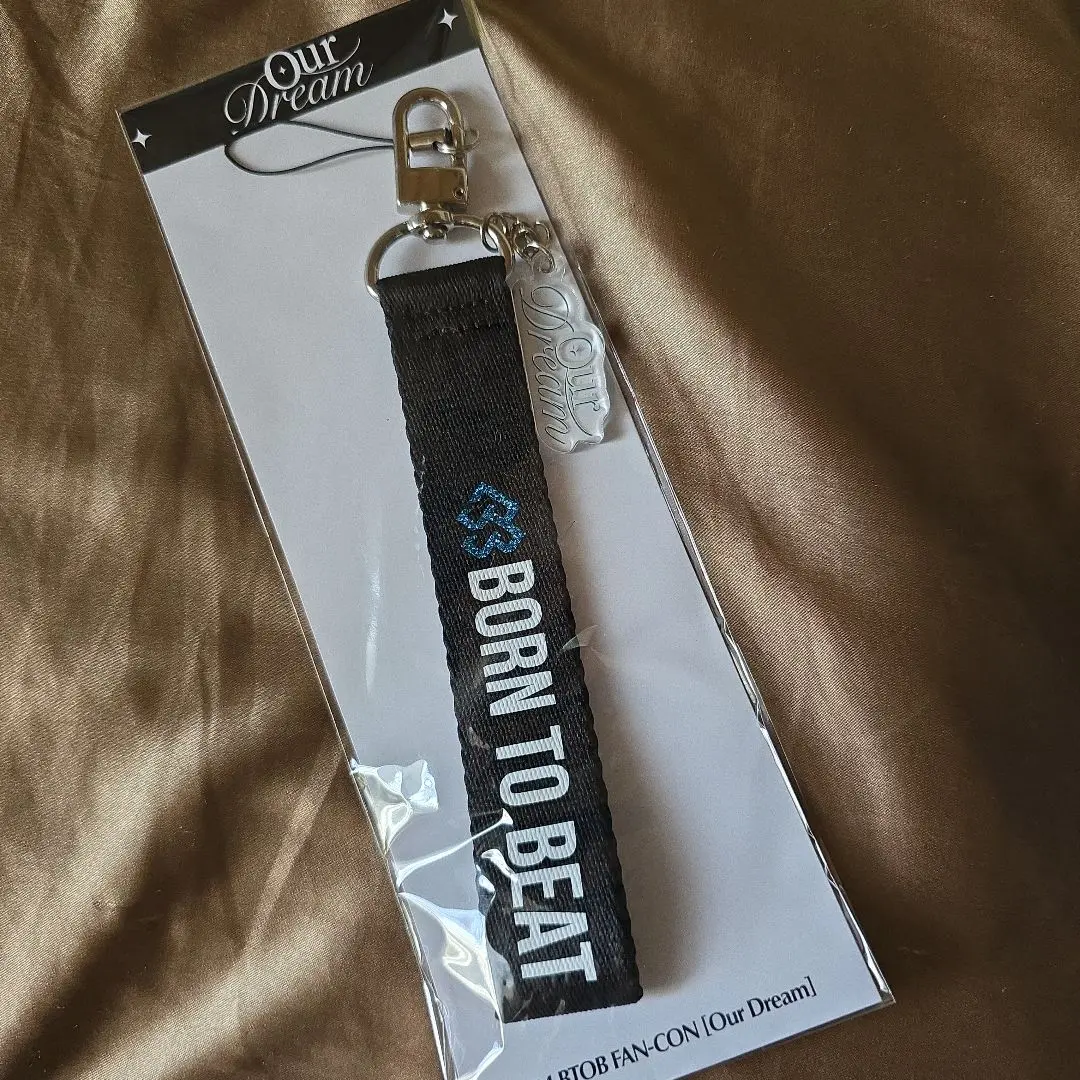 Our
Dream
Our
Dream
BORN TO BEAT
BTOB FAN-CON [Our Dream]